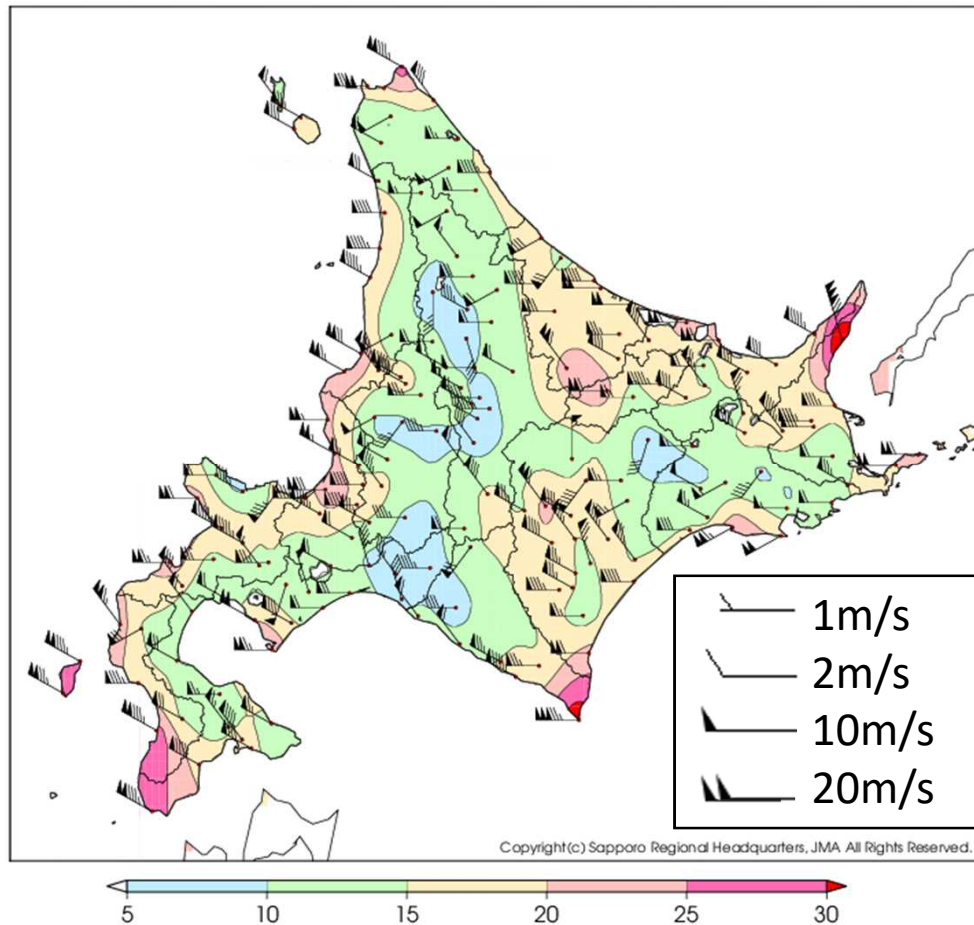 1m/s
2m/s
10m/s
20m/s
Copyright(c) Sapporo Regional Headquarters, JMA All Rights Reserved.
5 10 15 20 25 30